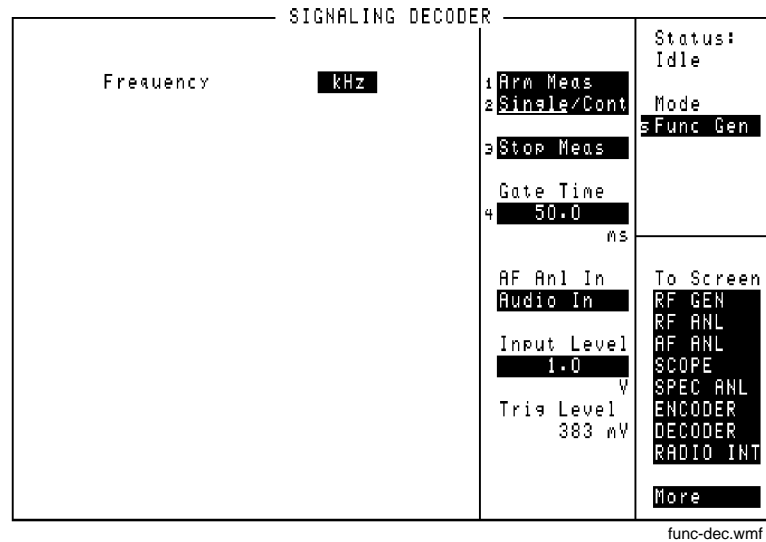 SIGNALING DECODER
Frequency kHz
1 Arm Meas
2 Single/Cont
3 Stop Meas
Gate Time
4 50.0
ms
AF Anl In
Audio In
Input Level
1.0
V
Trig Level
383 mV
Status:
Idle
Mode
5 Func Gen
To Screen
RF GEN
RF ANL
AF ANL
SCOPE
SPEC ANL
ENCODER
DECODER
RADIO INT
More
func-dec.wmf